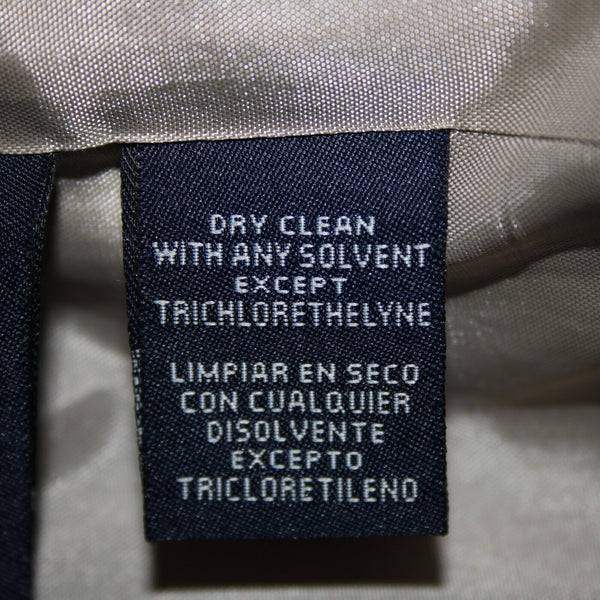 DRY CLEAN
WITH ANY SOLVENT
EXCEPT
TRICHLORETHELYNE
LIMPIAR EN SECO
CON CUALQUIER
DISOLVENTE
EXCEPTO
TRICLORETILENO